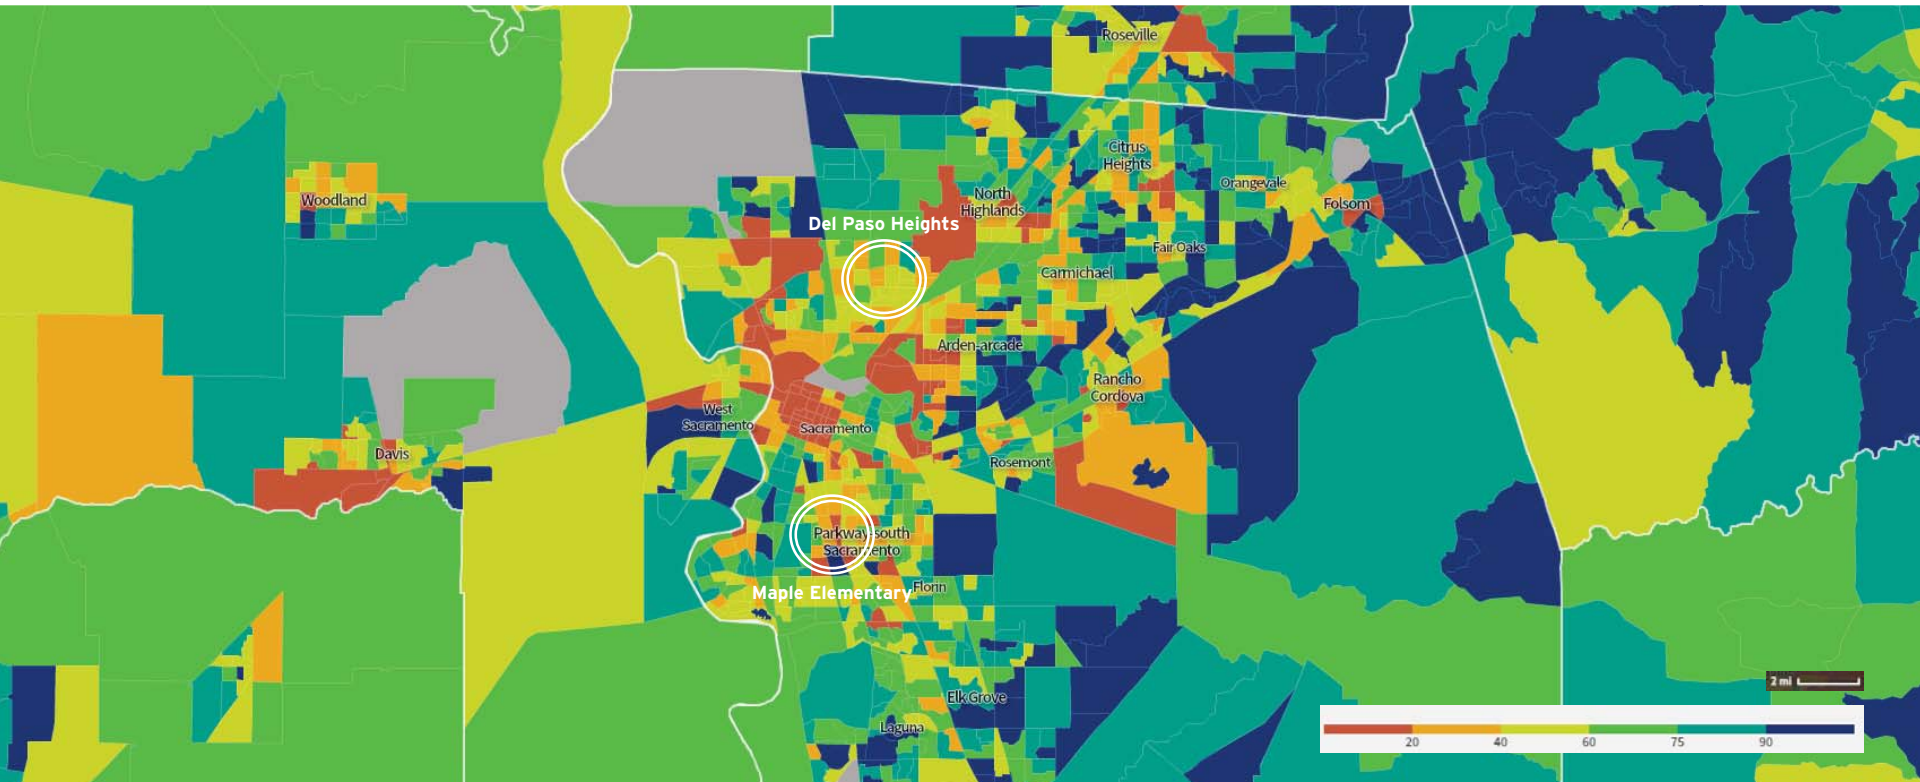 Roseville
Citrus
Heights
Orangevale
Woodland
North
Highlands
Folsom
Del Paso Heights
Fair Oaks
Carmichael
Arden-arcade
Rancho
Cordova
West
Sacramento
Sacramento
Davis
Rosemont
Parkway-south
Sacramento
Florin
Maple Elementary
Elk Grove
Laguna
2 mi
20 40 60 75 90